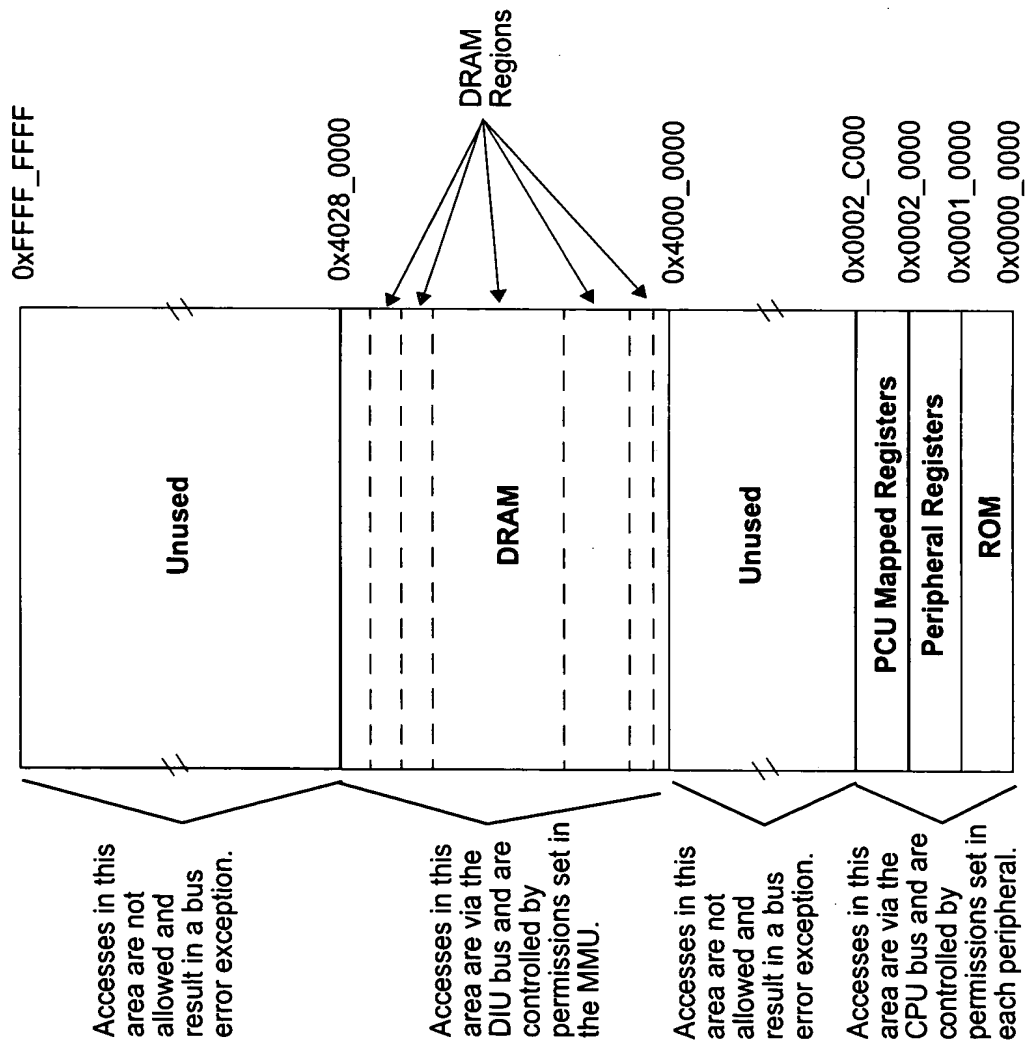 0xFFFF_FFFF
Accesses in this
area are not
allowed and
result in a bus
error exception.
Unused
0x4028_0000
Accesses in this
area are via the
DIU bus and are
controlled by
permissions set in
the MMU.
DRAM
DRAM
Regions
0x4000_0000
Accesses in this
area are not
allowed and
result in a bus
error exception.
Unused
0x0002_C000
Accesses in this
area are via the
CPU bus and are
controlled by
permissions set in
each peripheral.
PCU Mapped Registers
0x0002_0000
Peripheral Registers
0x0001_0000
ROM
0x0000_0000